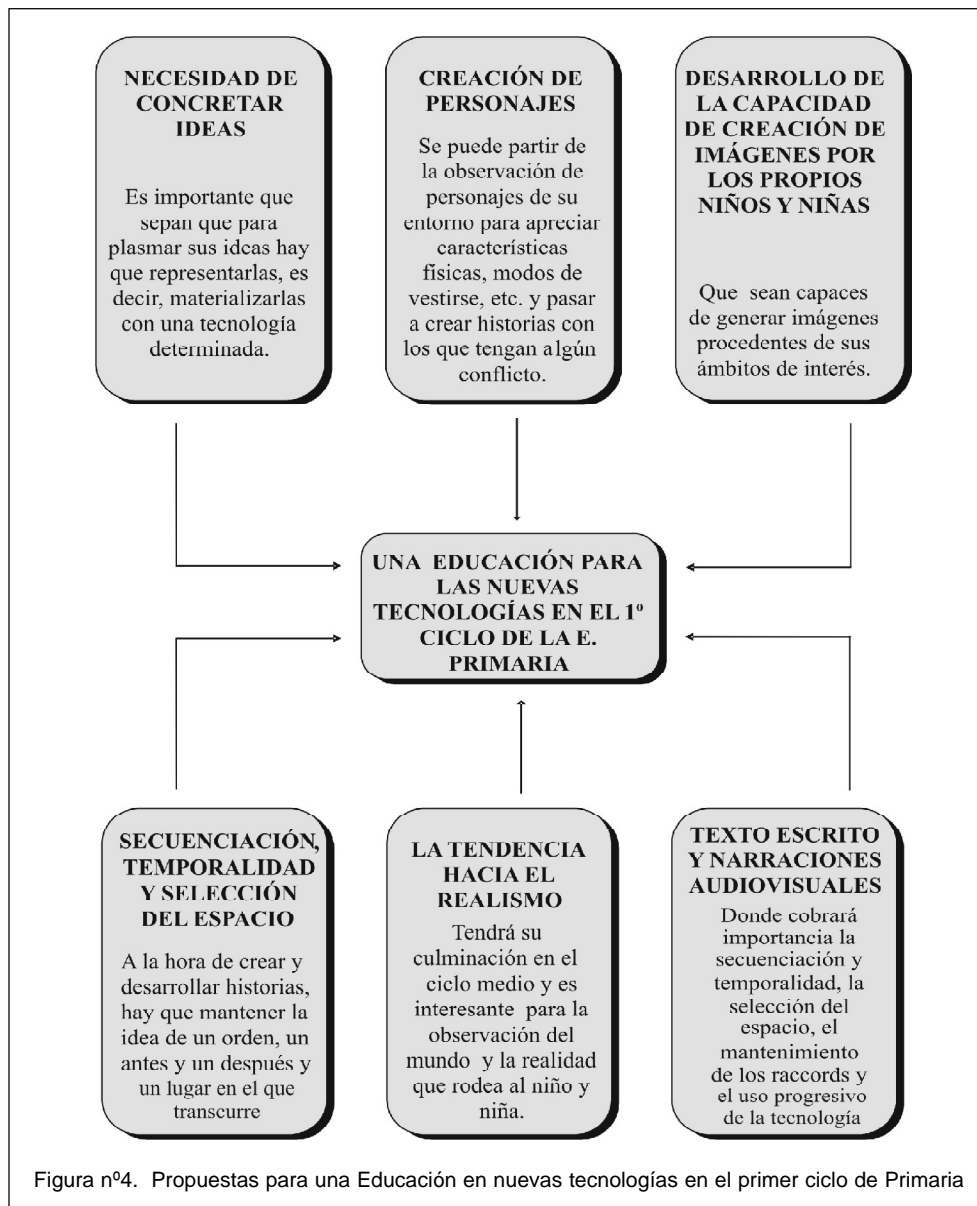 NECESIDAD DE
CONCRETAR
IDEAS
Es importante que
sepan que para
plasmar sus ideas hay
que representarlas, es
decir, materializarlas
con una tecnología
determinada.
CREACIÓN DE
PERSONAJES
Se puede partir de
la observación de
personajes de su
entorno para apreciar
características
físicas, modos de
vestirse, etc. y pasar
a crear historias con
los que tengan algún
conflicto.
DESARROLLO DE
LA CAPACIDAD
DE CREACIÓN DE
IMÁGENES POR
LOS PROPIOS
NIÑOS Y NIÑAS
Que sean capaces
de generar imágenes
procedentes de sus
ámbitos de interés.
UNA EDUCACIÓN PARA
LAS NUEVAS
TECNOLOGÍAS EN EL 1º
CICLO DE LA E.
PRIMARIA
SECUENCIACIÓN,
TEMPORALIDAD
Y SELECCIÓN
DEL ESPACIO
A la hora de crear y
desarrollar historias,
hay que mantener la
idea de un orden, un
antes y un después y
un lugar en el que
transcurre
LA TENDENCIA
HACIA EL
REALISMO
Tendrá su
culminación en el
ciclo medio y es
interesante para la
observación del
mundo y la realidad
que rodea al niño y
niña.
TEXTO ESCRITO
Y NARRACIONES
AUDIOVISUALES
Donde cobrará
importancia la
secuenciación y
temporalidad, la
selección del
espacio, el
mantenimiento
de los raccords y
el uso progresivo
de la tecnología
Figura nº4. Propuestas para una Educación en nuevas tecnologías en el primer ciclo de Primaria